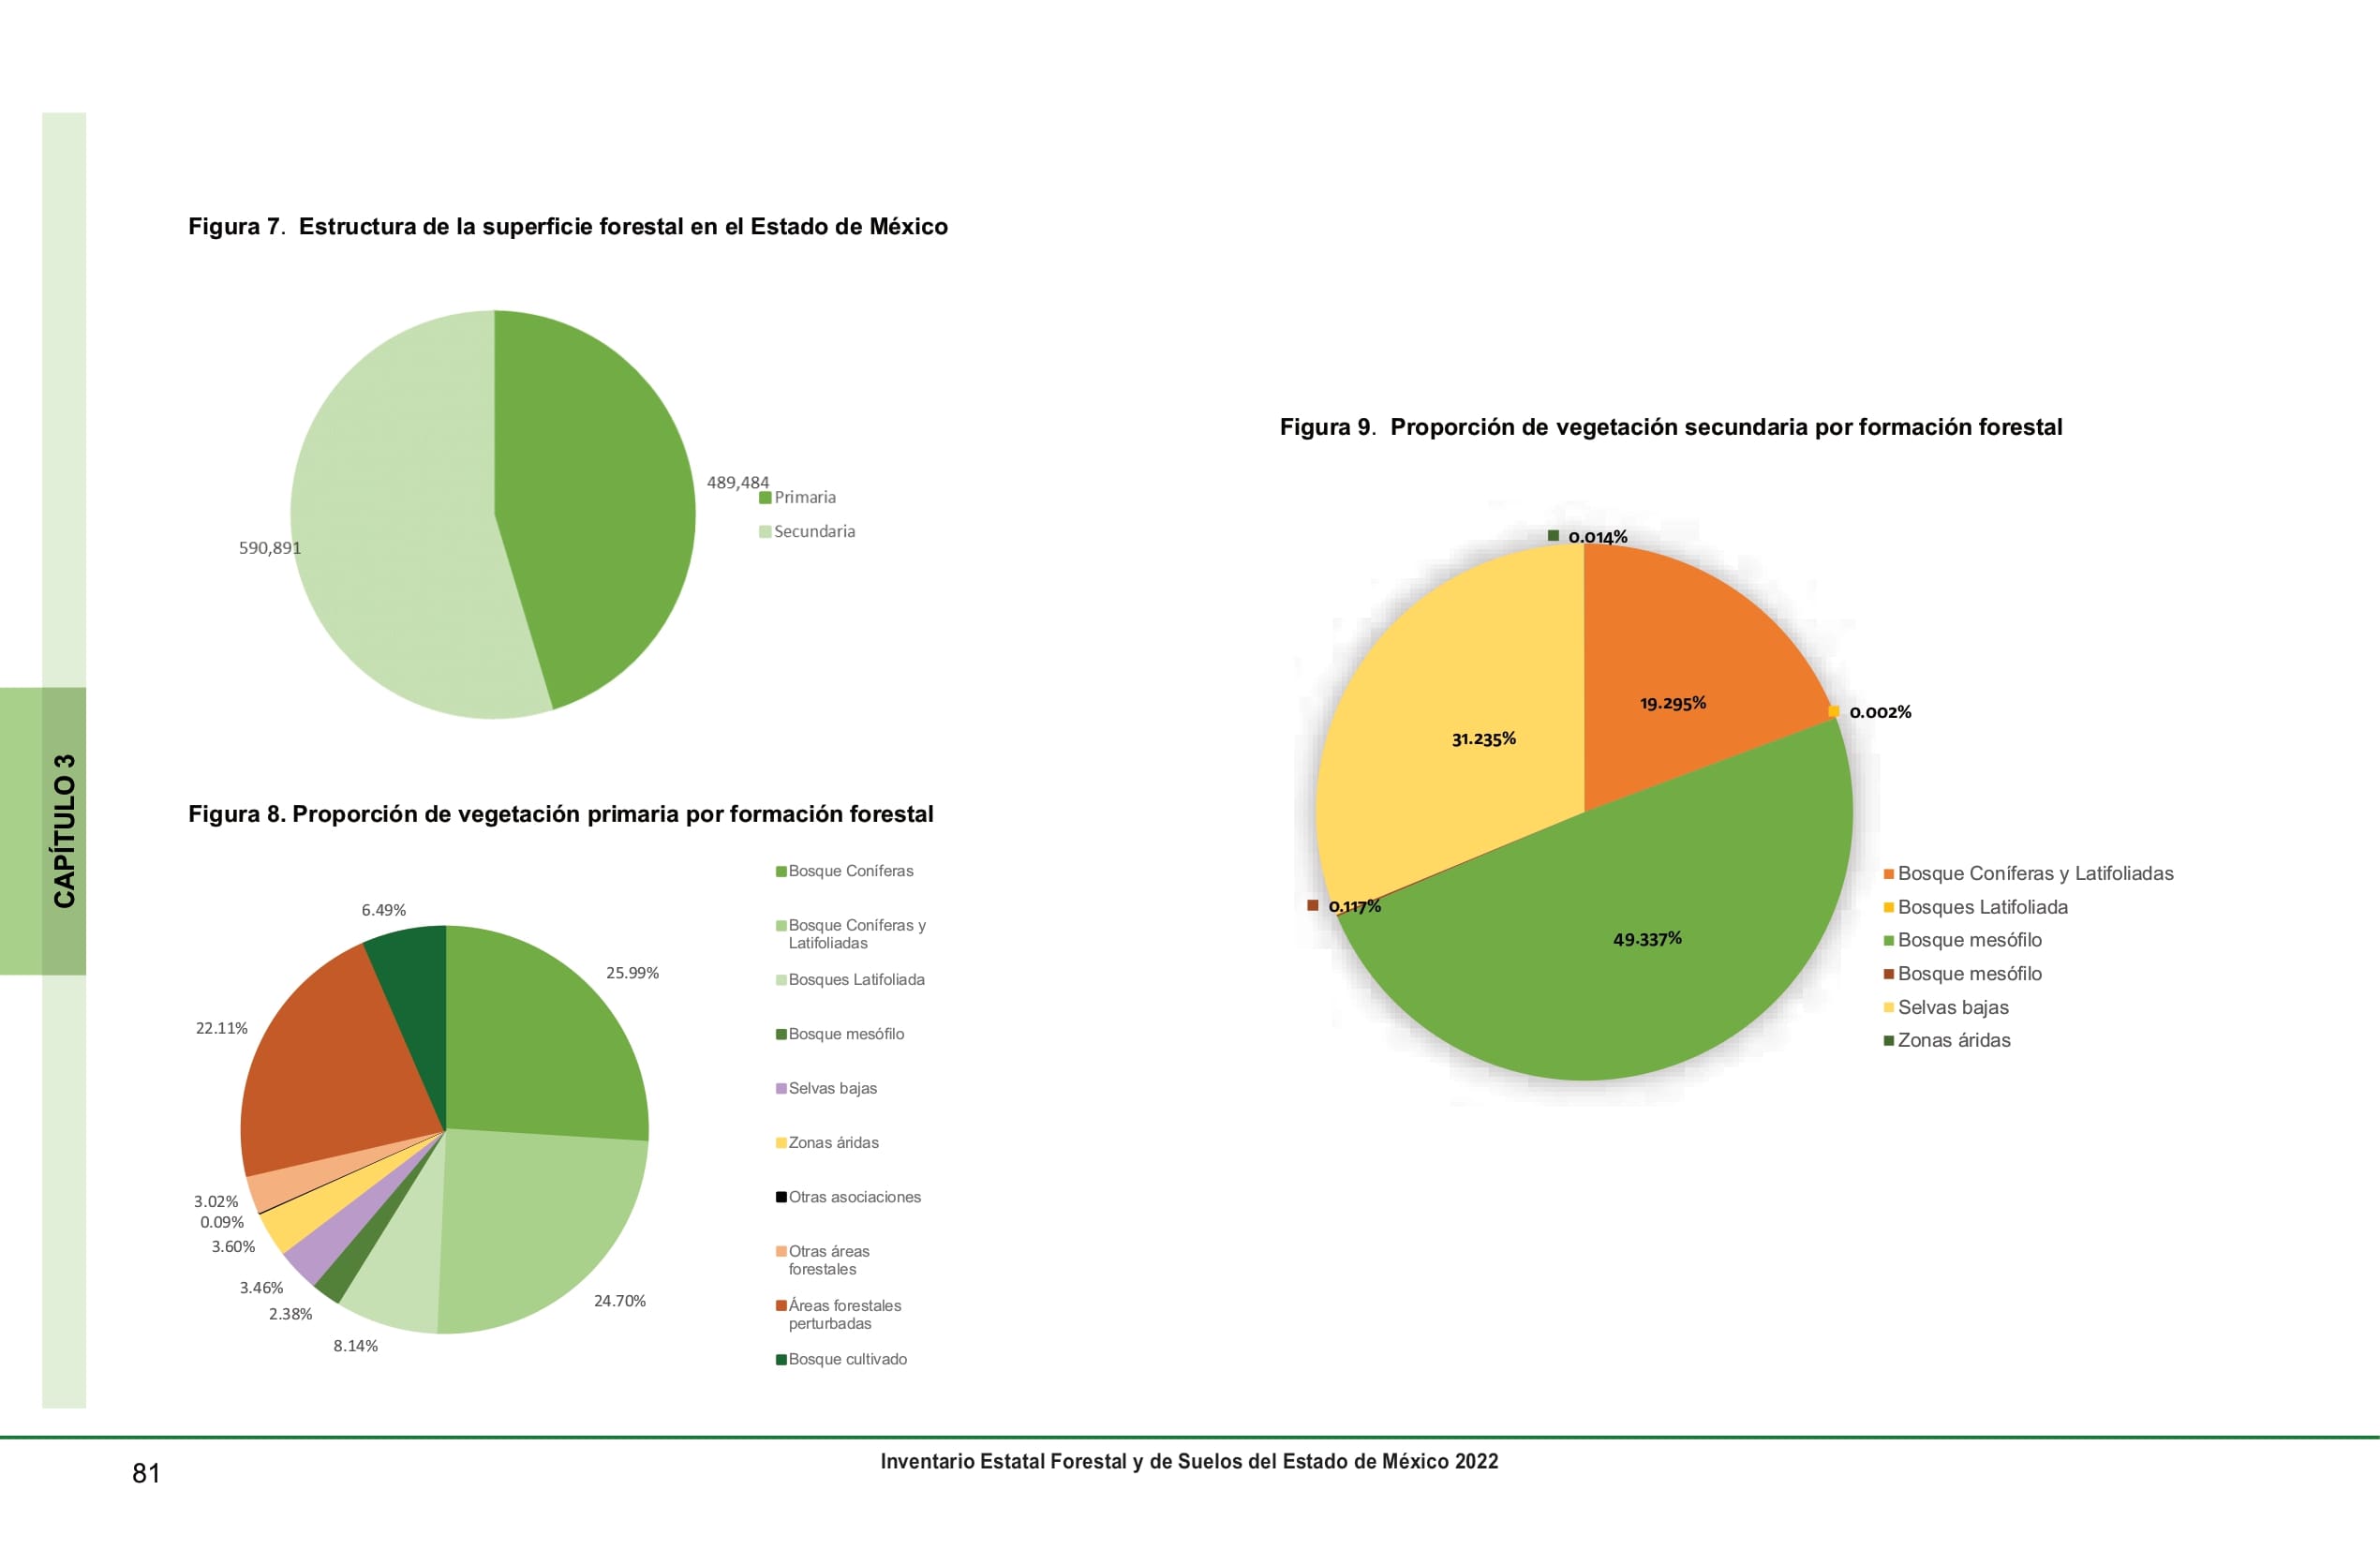 CAPÍTULO 3
Figura 7.  Estructura de la superficie forestal en el Estado de México
489,484
590,891
Primaria
Secundaria
Figura 8. Proporción de vegetación primaria por formación forestal
6.49%
25.99%
22.11%
3.02%
0.09%
3.60%
3.46%
2.38%
8.14%
24.70%
Bosque Coníferas
Bosque Coníferas y
Latifoliadas
Bosques Latifoliada
Bosque mesófilo
Selvas bajas
Zonas áridas
Otras asociaciones
Otras áreas
forestales
Áreas forestales
perturbadas
Bosque cultivado
Figura 9.  Proporción de vegetación secundaria por formación forestal
0.014%
19.295%
0.002%
31.235%
0.117%
49.337%
Bosque Coníferas y Latifoliadas
Bosques Latifoliada
Bosque mesófilo
Bosque mesófilo
Selvas bajas
Zonas áridas
81
Inventario Estatal Forestal y de Suelos del Estado de México 2022